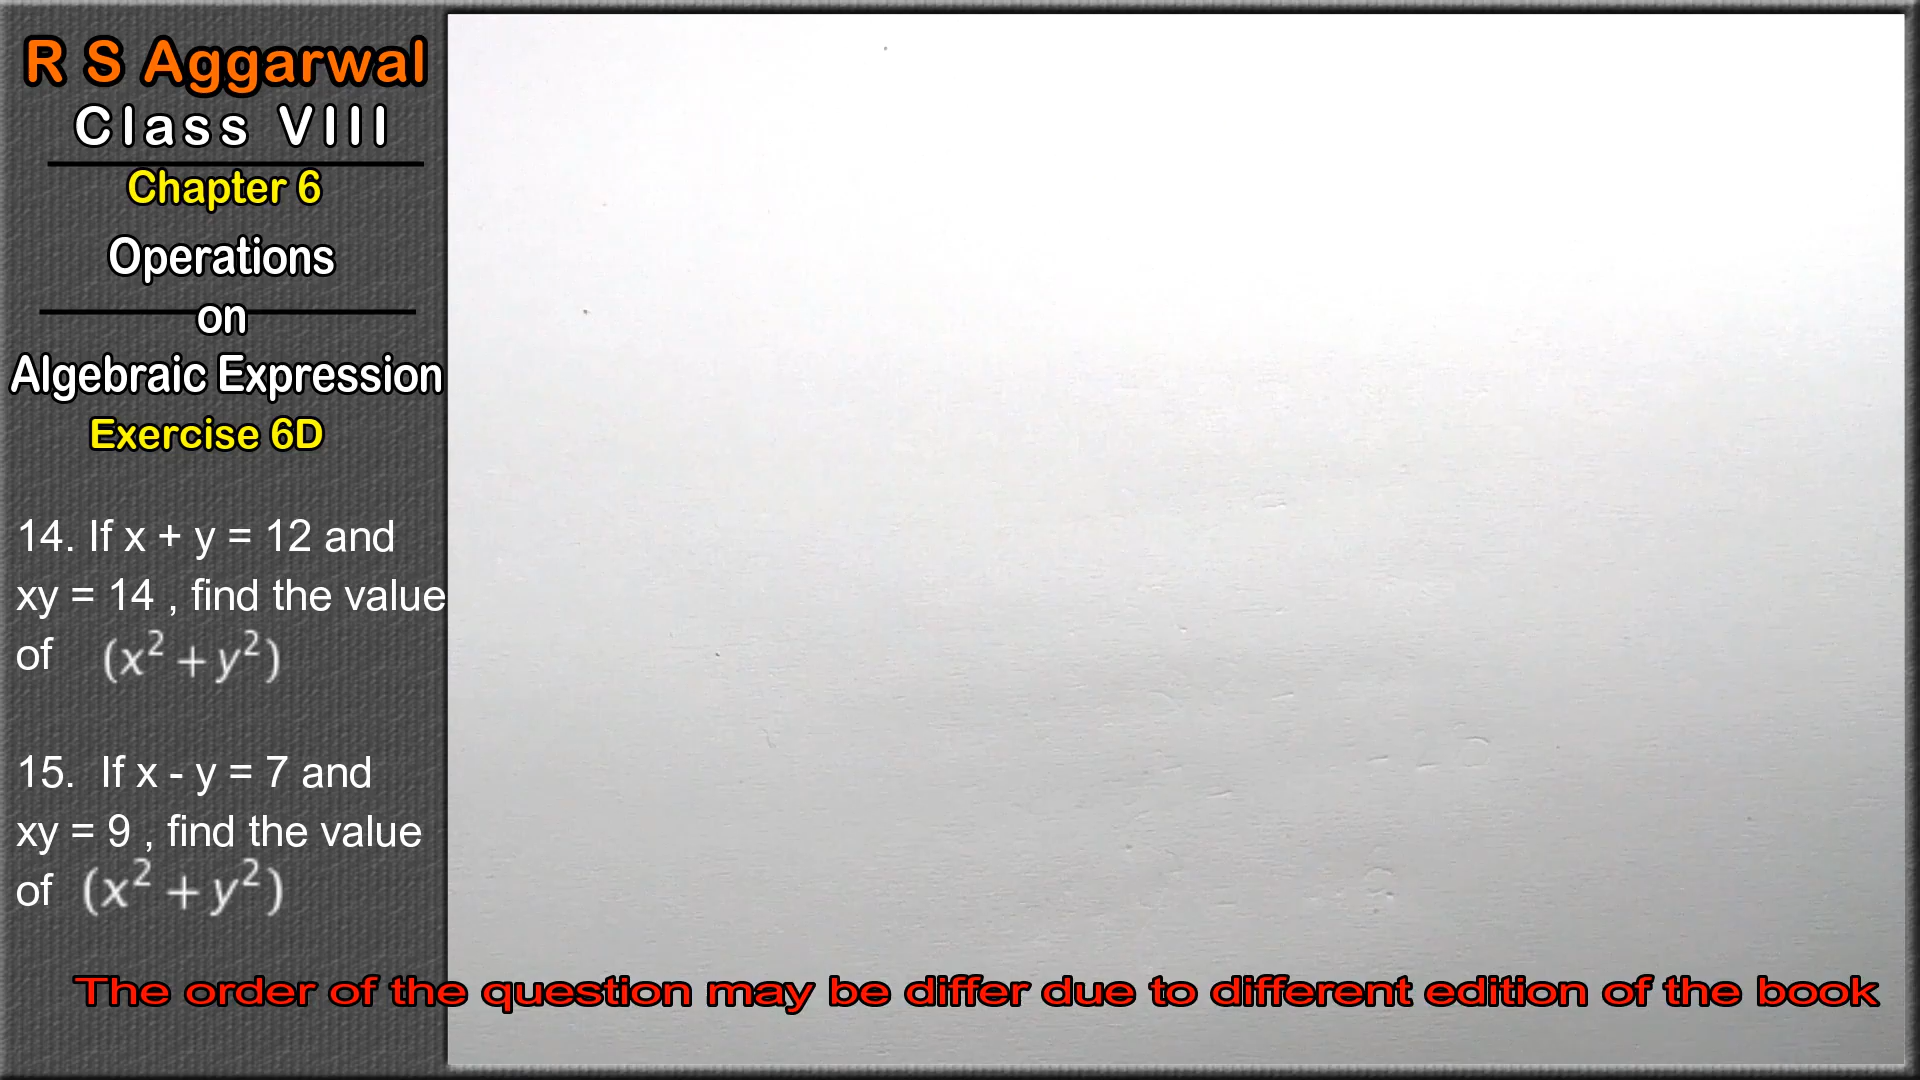 R S Aggarwal
Class VIII
Chapter 6
Operations
on
Algebraic Expression
Exercise 6D
14. If x + y = 12 and
xy = 14 , find the value
of (x² + y²)
15. If x - y = 7 and
xy = 9 , find the value
of (x² + y²)
The order of the question may be differ due to different edition of the book